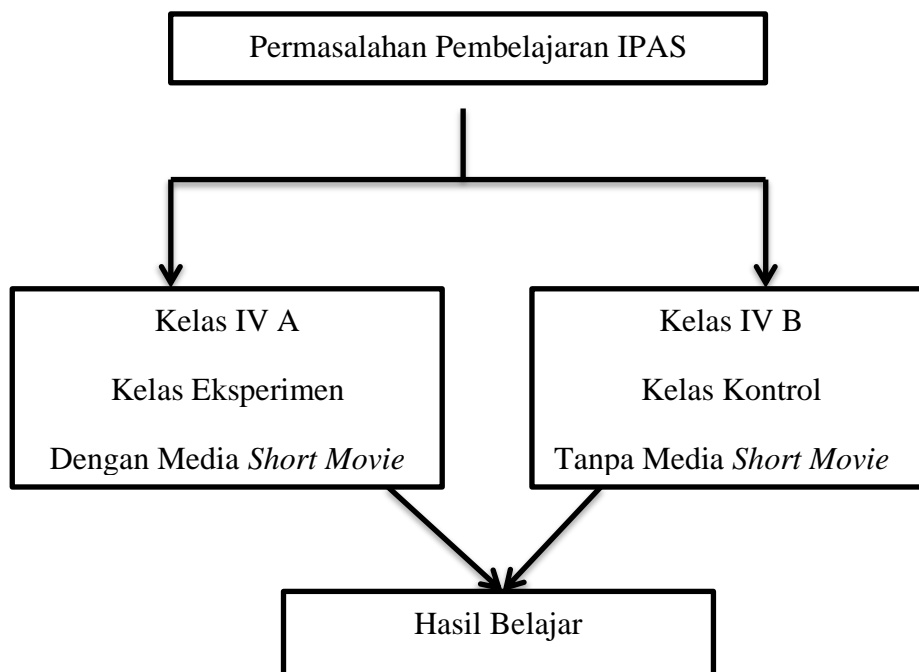 Permasalahan Pembelajaran IPAS
Kelas IV A
Kelas Eksperimen
Dengan Media Short Movie
Kelas IV B
Kelas Kontrol
Tanpa Media Short Movie
Hasil Belajar